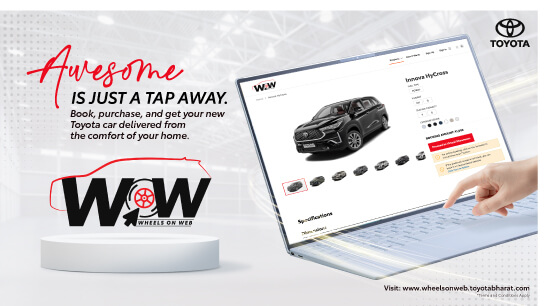 Awesome
IS JUST A TAP AWAY.
Book, purchase, and get your new
Toyota car delivered from
the comfort of your home.
WOW
WHEELS ON WEB
TOYOTA
WOW
Innova HyCross
Specifications
Visit: www.wheelsonweb.toyotabharat.com
*Terms and Conditions Apply